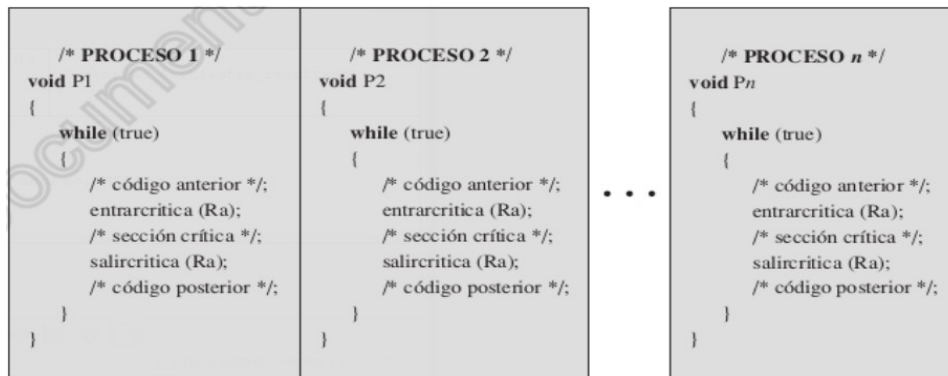 /* PROCESO 1 */
void P1
{
while (true)
{
/* código anterior */;
entrarcritica (Ra);
/* sección crítica */;
salircritica (Ra);
/* código posterior */;
}
}
/* PROCESO 2 */
void P2
{
while (true)
{
/* código anterior */;
entrarcritica (Ra);
/* sección crítica */;
salircritica (Ra);
/* código posterior */;
}
}
• • •
/* PROCESO n */
void Pn
{
while (true)
{
/* código anterior */;
entrarcritica (Ra);
/* sección crítica */;
salircritica (Ra);
/* código posterior */;
}
}